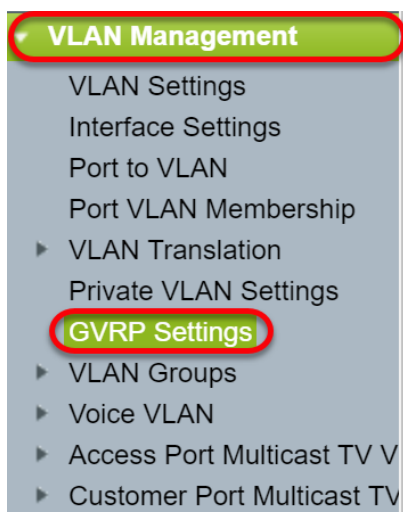 VLAN Management
VLAN Settings
Interface Settings
Port to VLAN
Port VLAN Membership
VLAN Translation
Private VLAN Settings
GVRP Settings
VLAN Groups
Voice VLAN
Access Port Multicast TV V
Customer Port Multicast TV